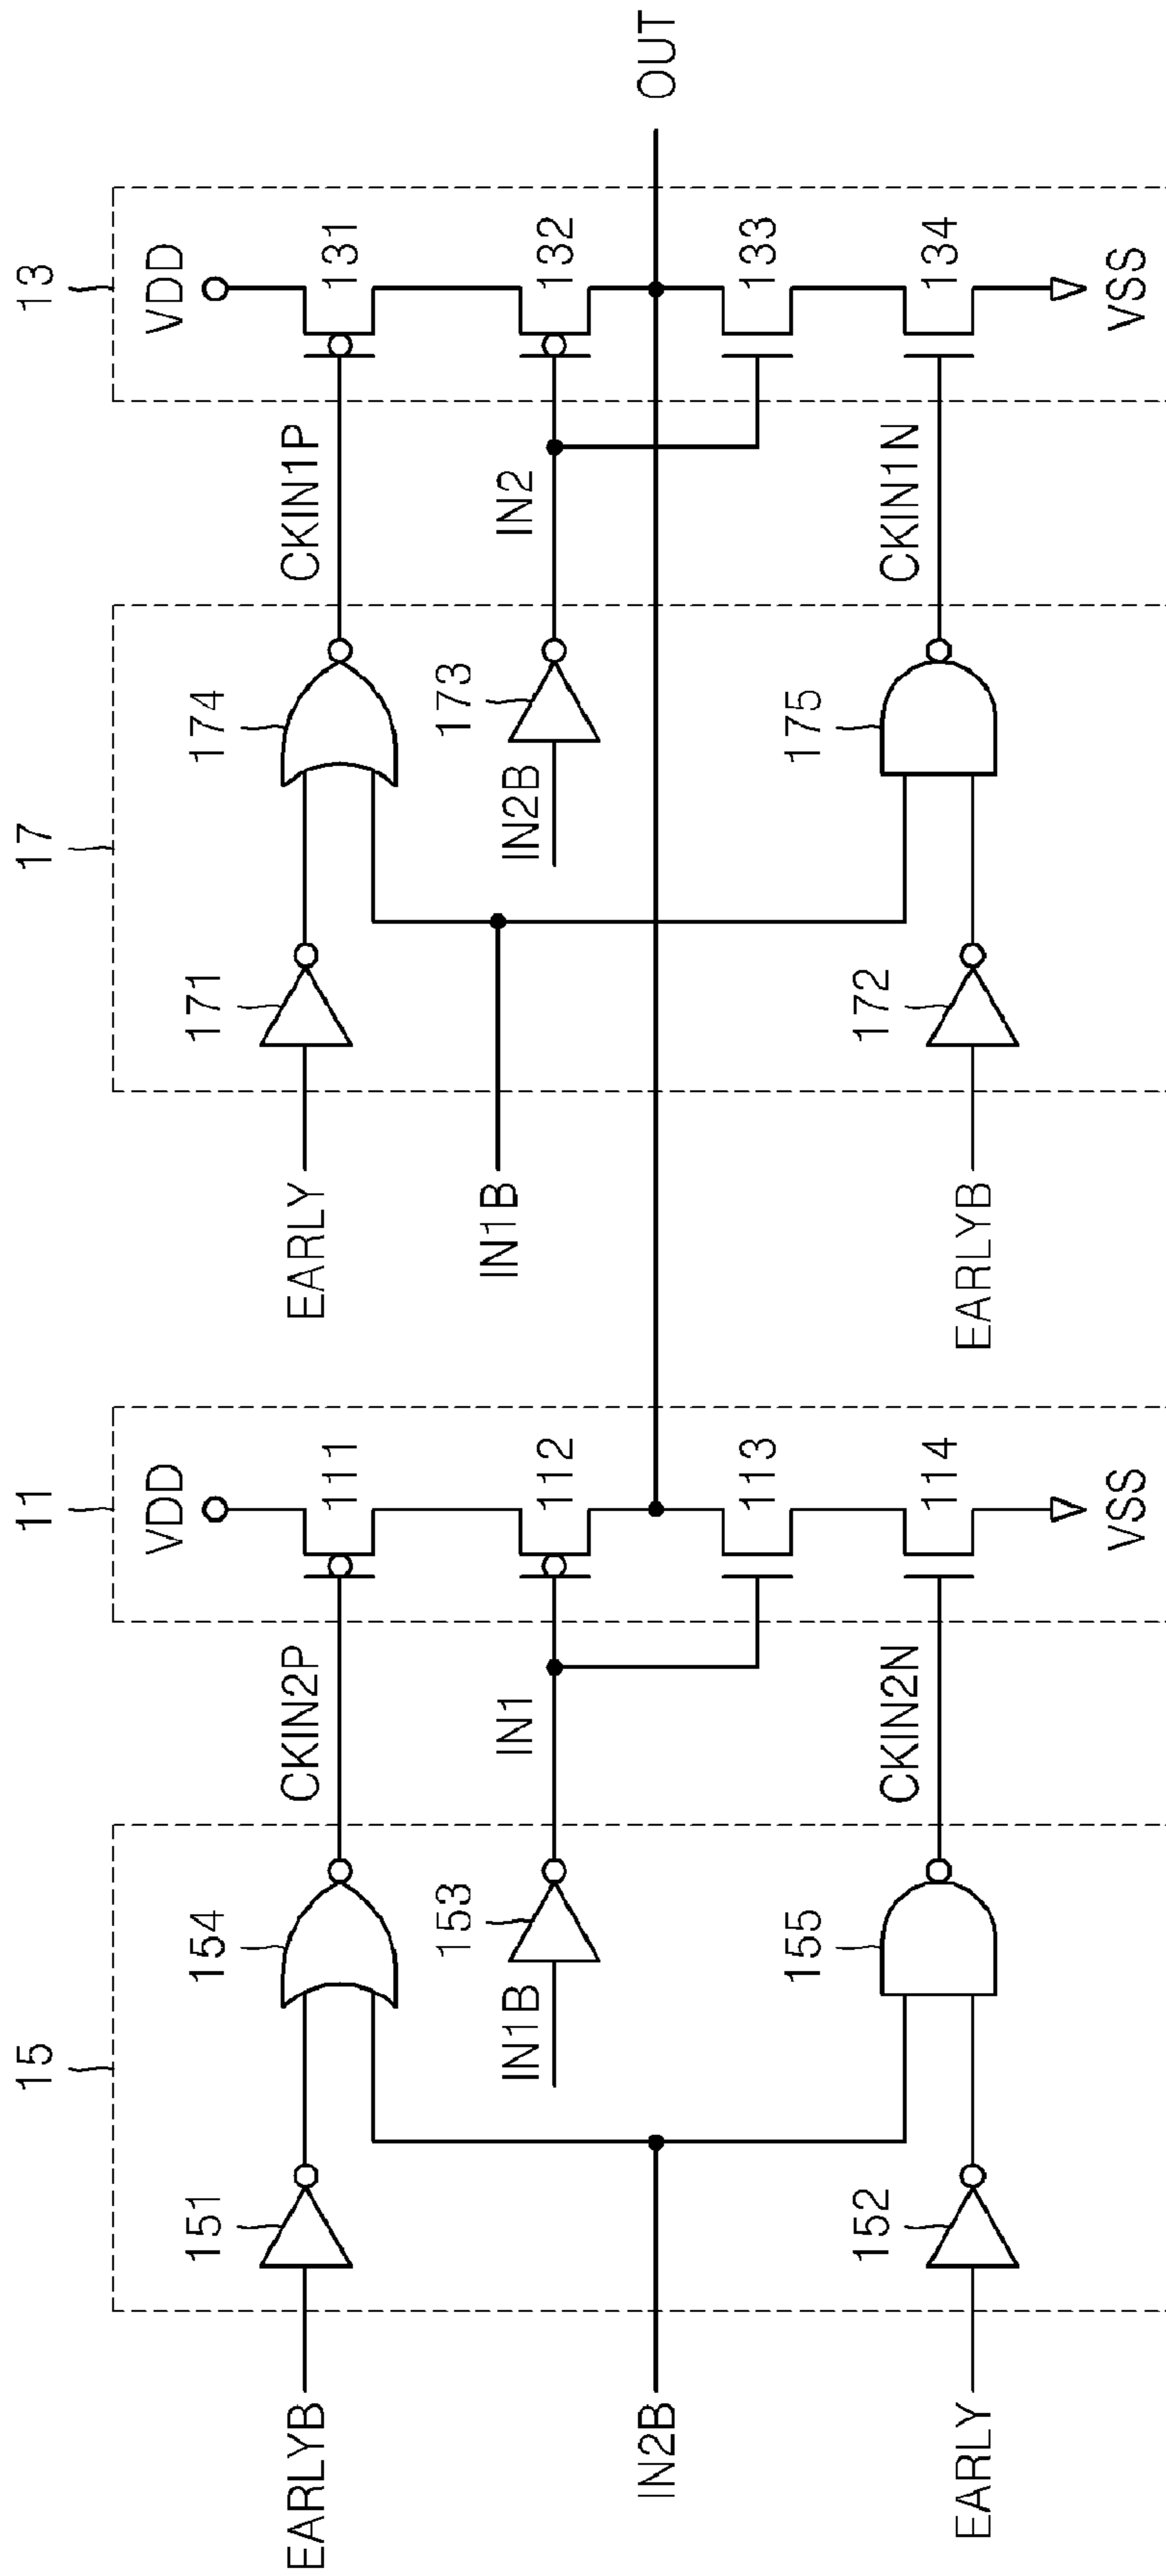 15
11
17
13
EARLYB
151
154
CKIN2P
VDD
111
IN1B
153
IN1
112
IN2B
113
EARLY
152
155
CKIN2N
114
VSS
EARLY
171
174
CKIN1P
VDD
131
IN1B
IN2B
173
IN2
132
OUT
133
EARLYB
172
175
CKIN1N
134
VSS